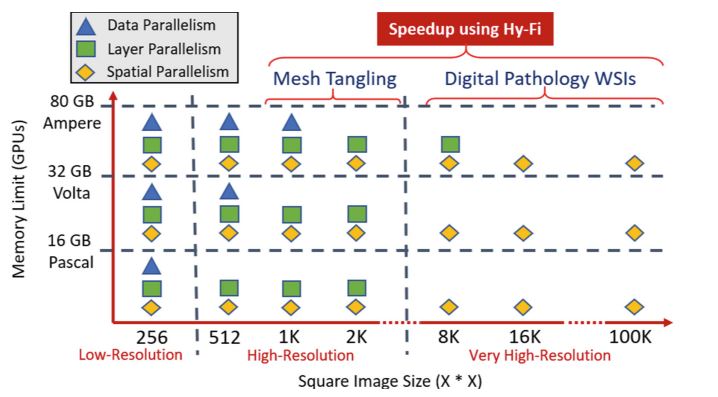 Data Parallelism
Layer Parallelism
Spatial Parallelism
Speedup using Hy-Fi
Mesh Tangling
Digital Pathology WSIs
Memory Limit (GPUs)
80 GB
Ampere
32 GB
Volta
16 GB
Pascal
256 512 1K 2K 8K 16K 100K
Low-Resolution High-Resolution Very High-Resolution
Square Image Size (X * X)